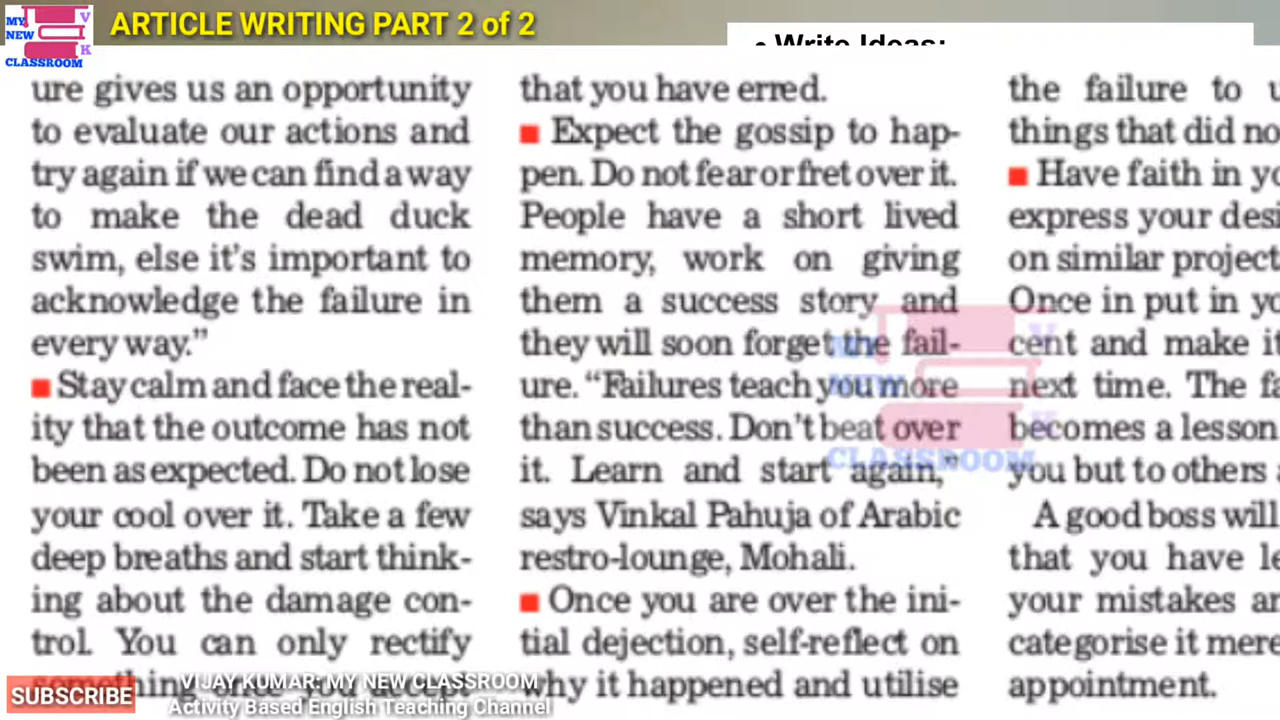 MY
NEW
V
K
CLASSROOM
ARTICLE WRITING PART 2 of 2
• Write Ideas:
ure gives us an opportunity
to evaluate our actions and
try again if we can find a way
to make the dead duck
swim, else it's important to
acknowledge the failure in
every way."
■ Stay calm and face the real-
ity that the outcome has not
been as expected. Do not lose
your cool over it. Take a few
deep breaths and start think-
ing about the damage con-
trol. You can only rectify
something
that you have erred.
■ Expect the gossip to hap-
pen. Do not fear or fret over it.
People have a short lived
memory, work on giving
them a success story and
they will soon forget the fail-
ure. "Failures teach you more
than success. Don't beat over
it. Learn and start again,"
says Vinkal Pahuja of Arabic
restro-lounge, Mohali.
■ Once you are over the ini-
tial dejection, self-reflect on
why it happened and utilise
the failure to u
things that did no
■ Have faith in yo
express your desi
on similar project
Once in put in yo
cent and make it
next time. The fa
becomes a lesson
you but to others a
A good boss will
that you have le
your mistakes an
categorise it mere
appointment.
MY
NEW
V
K
CLASSROOM
SUBSCRIBE
VIJAY KUMAR: MY NEW CLASSROOM
Activity Based English Teaching Channel